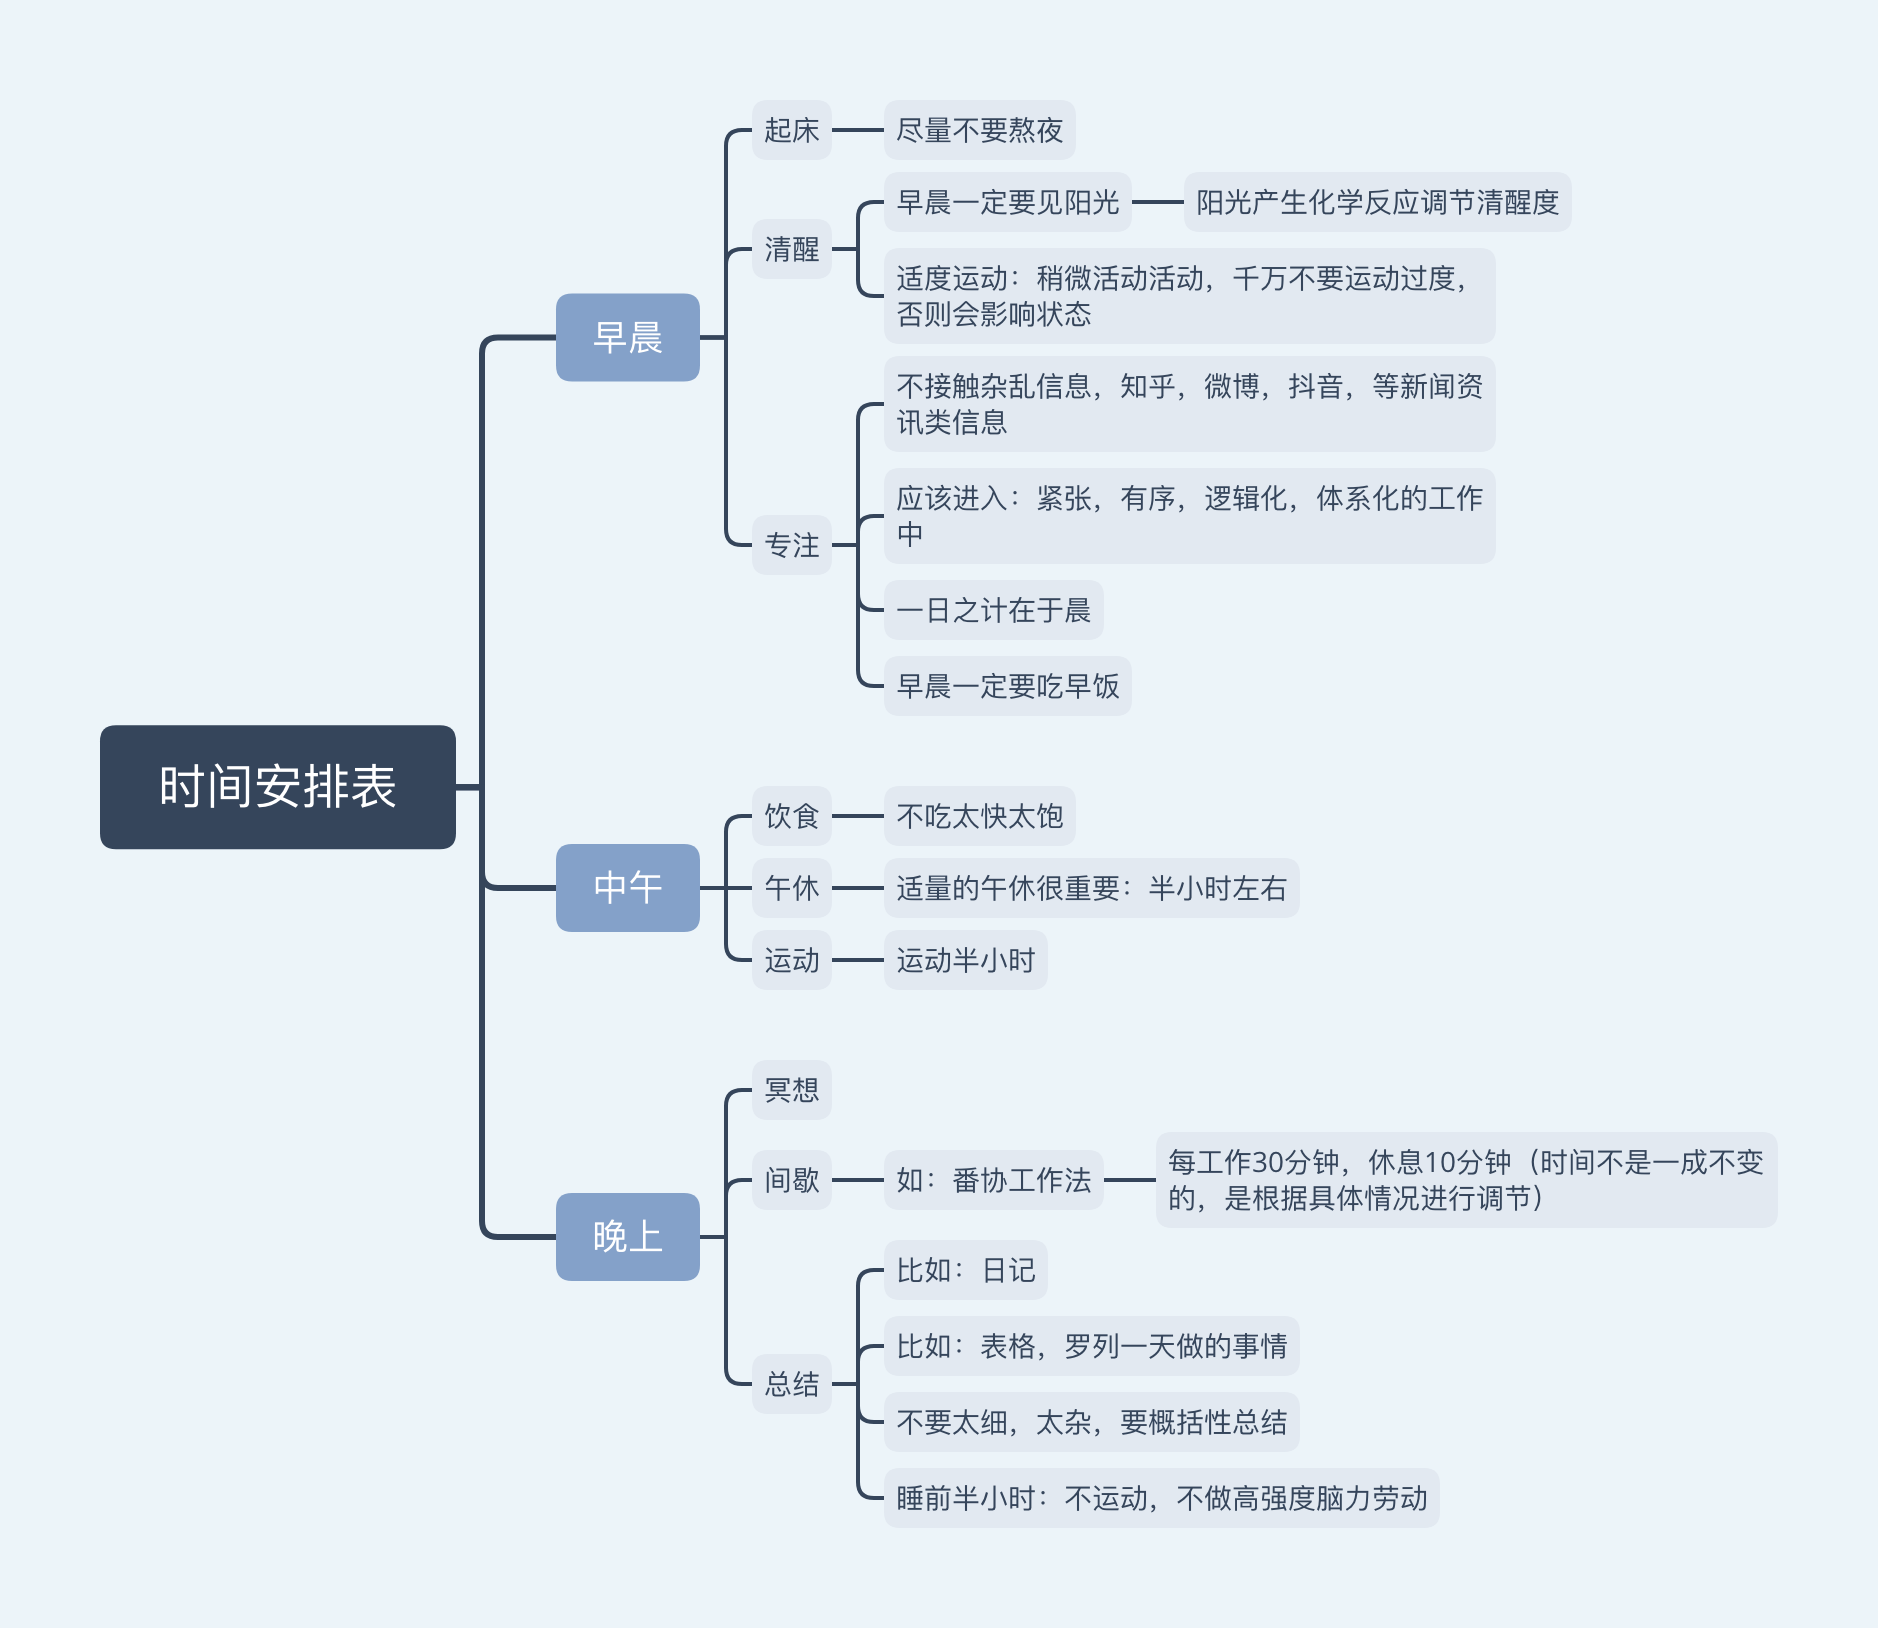 时间安排表
早晨
起床
尽量不要熬夜
清醒
早晨一定要见阳光
阳光产生化学反应调节清醒度
适度运动：稍微活动活动，千万不要运动过度，
否则会影响状态
专注
不接触杂乱信息，知乎，微博，抖音，等新闻资
讯类信息
应该进入：紧张，有序，逻辑化，体系化的工作
中
一日之计在于晨
早晨一定要吃早饭
中午
饮食
不吃太快太饱
午休
适量的午休很重要：半小时左右
运动
运动半小时
晚上
冥想
间歇
如：番协工作法
每工作30分钟，休息10分钟（时间不是一成不变
的，是根据具体情况进行调节）
总结
比如：日记
比如：表格，罗列一天做的事情
不要太细，太杂，要概括性总结
睡前半小时：不运动，不做高强度脑力劳动